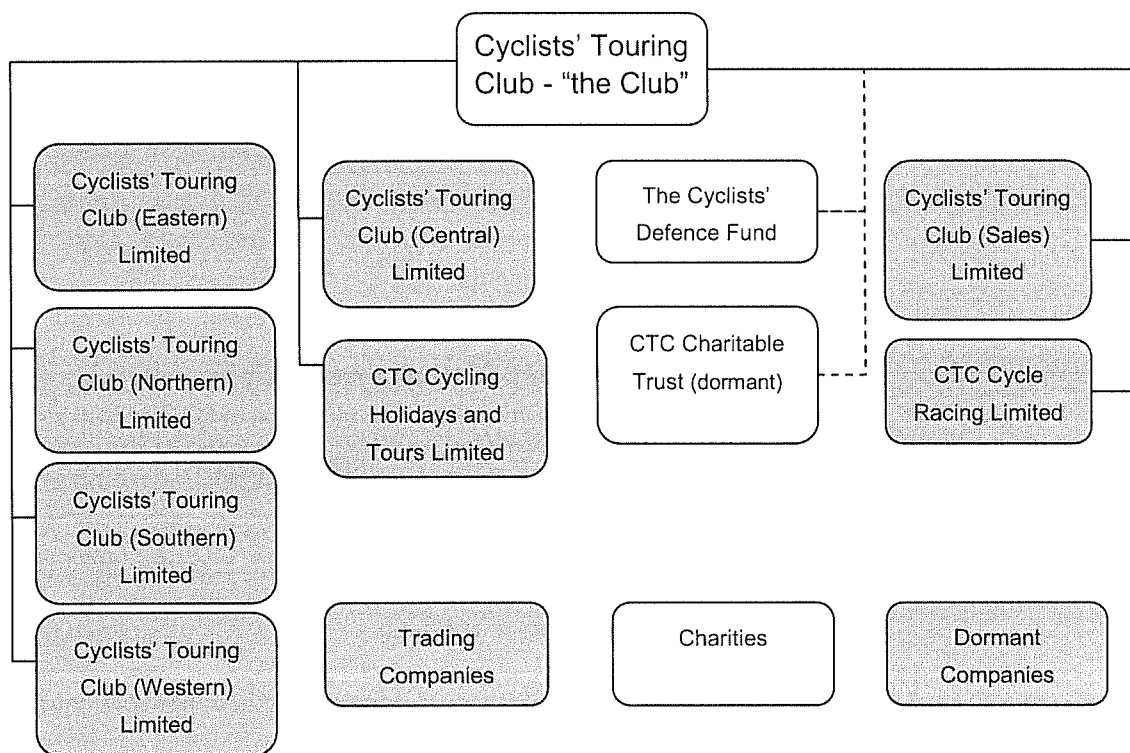 Cyclists’ Touring
Club - “the Club”
Cyclists’ Touring
Club (Eastern)
Limited
Cyclists’ Touring
Club (Northern)
Limited
Cyclists’ Touring
Club (Southern)
Limited
Cyclists’ Touring
Club (Western)
Limited
Cyclists’ Touring
Club (Central)
Limited
CTC Cycling
Holidays and
Tours Limited
The Cyclists’
Defence Fund
CTC Charitable
Trust (dormant)
Cyclists’ Touring
Club (Sales)
Limited
CTC Cycle
Racing Limited
Trading
Companies
Charities
Dormant
Companies